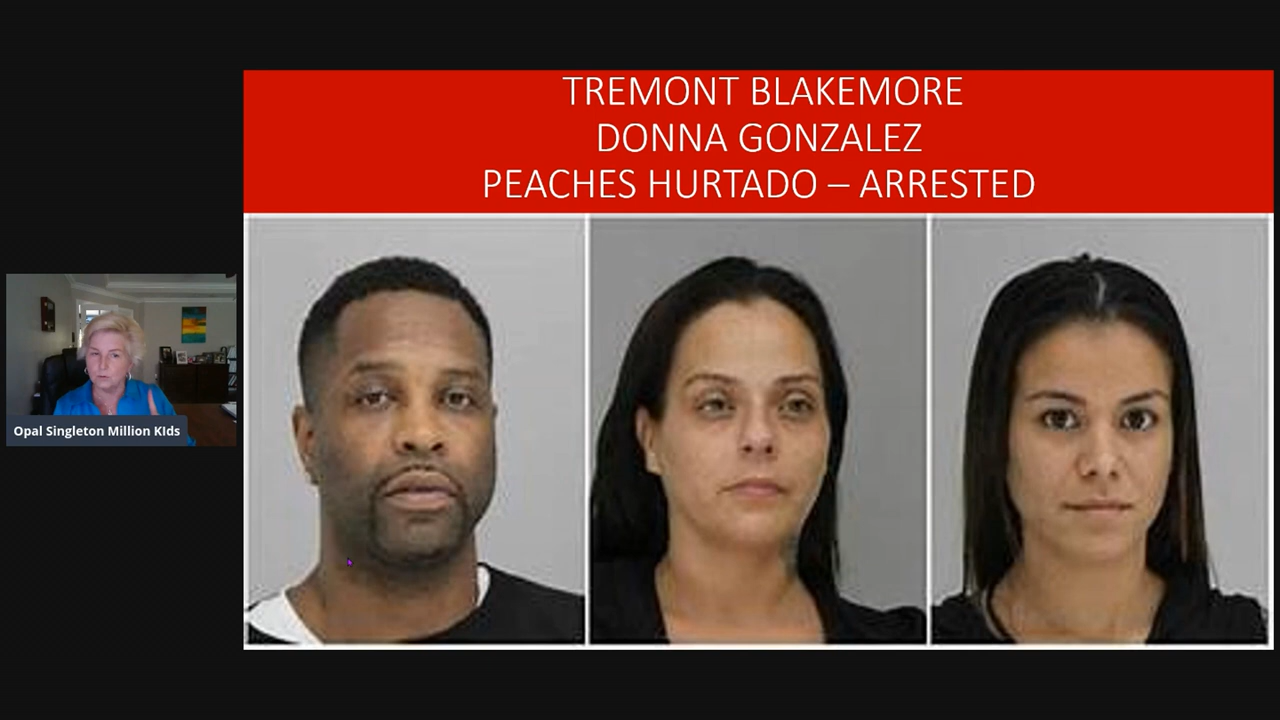 TREMONT BLAKEMORE
DONNA GONZALEZ
PEACHES HURTADO – ARRESTED
Opal Singleton Million KIds